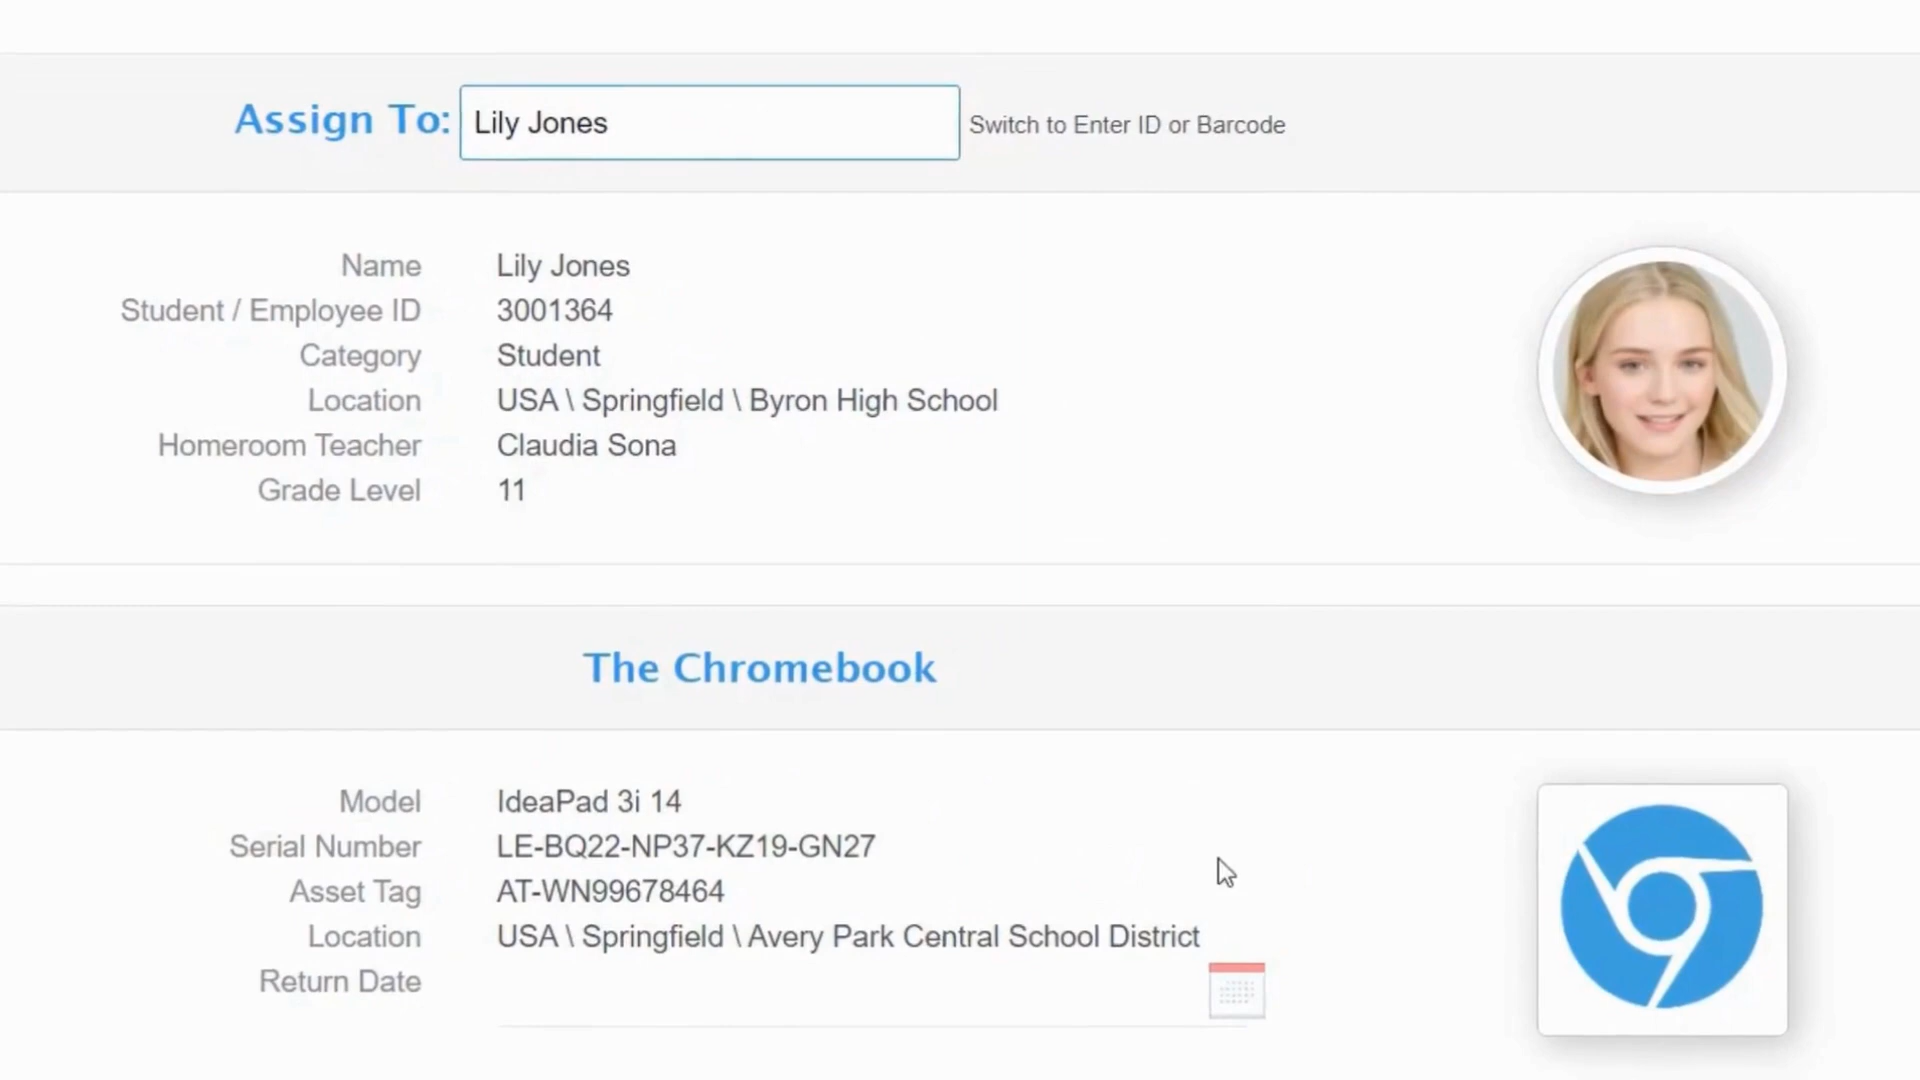 Assign To: Lily Jones Switch to Enter ID or Barcode
Name Lily Jones
Student / Employee ID 3001364
Category Student
Location USA \ Springfield \ Byron High School
Homeroom Teacher Claudia Sona
Grade Level 11
The Chromebook
Model IdeaPad 3i 14
Serial Number LE-BQ22-NP37-KZ19-GN27
Asset Tag AT-WN99678464
Location USA \ Springfield \ Avery Park Central School District
Return Date